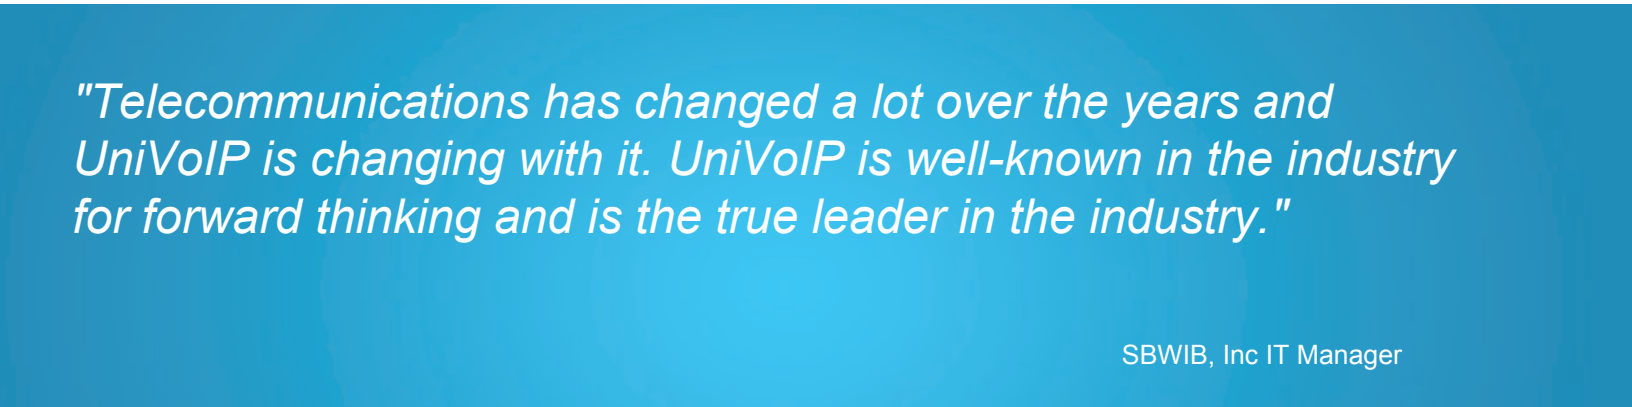 "Telecommunications has changed a lot over the years and
UniVoIP is changing with it. UniVoIP is well-known in the industry
for forward thinking and is the true leader in the industry."
SBWIB, Inc IT Manager